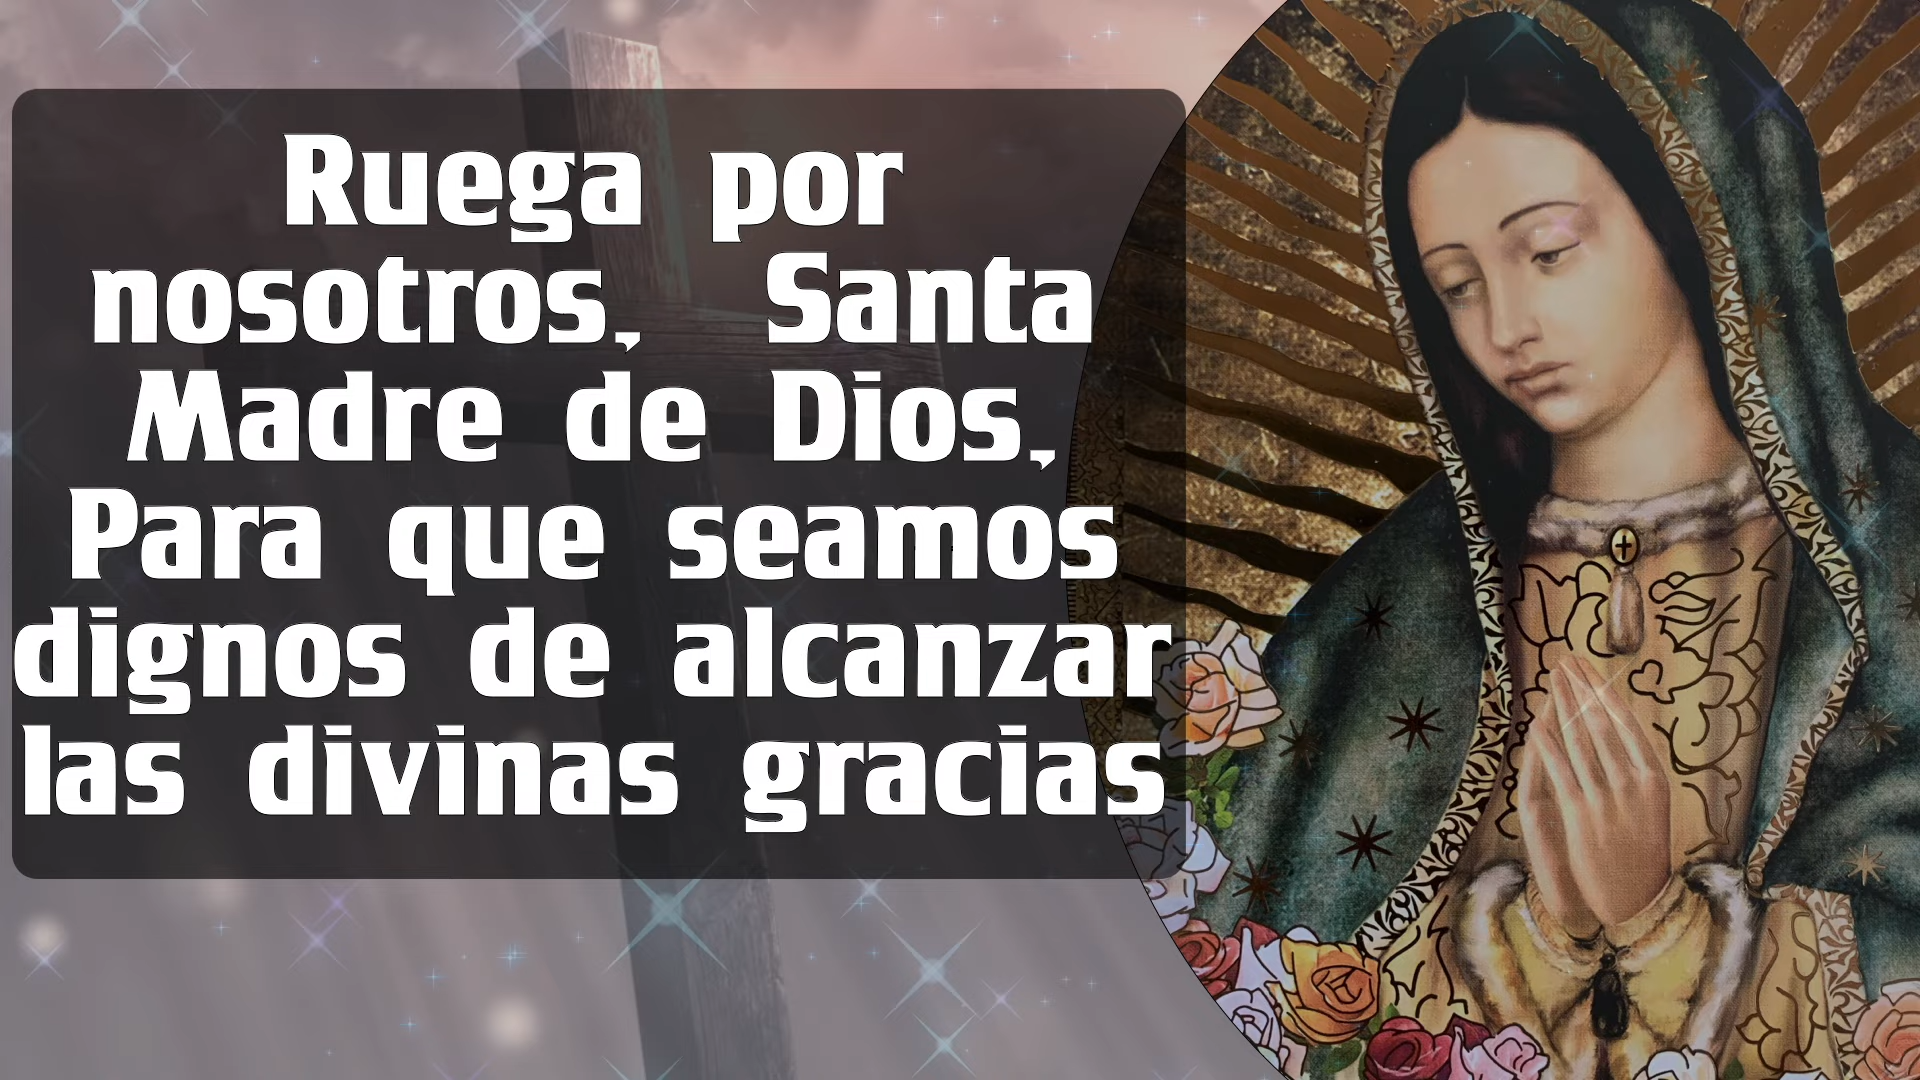 Ruega por
nosotros, Santa
Madre de Dios,
Para que seamos
dignos de alcanzar
las divinas gracias